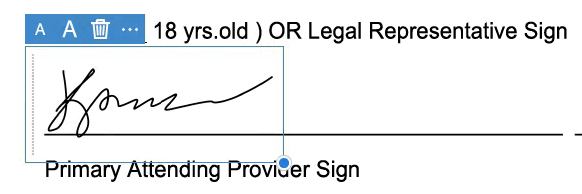 A A ...
18 yrs.old ) OR Legal Representative Sign
Primary Attending Provider Sign